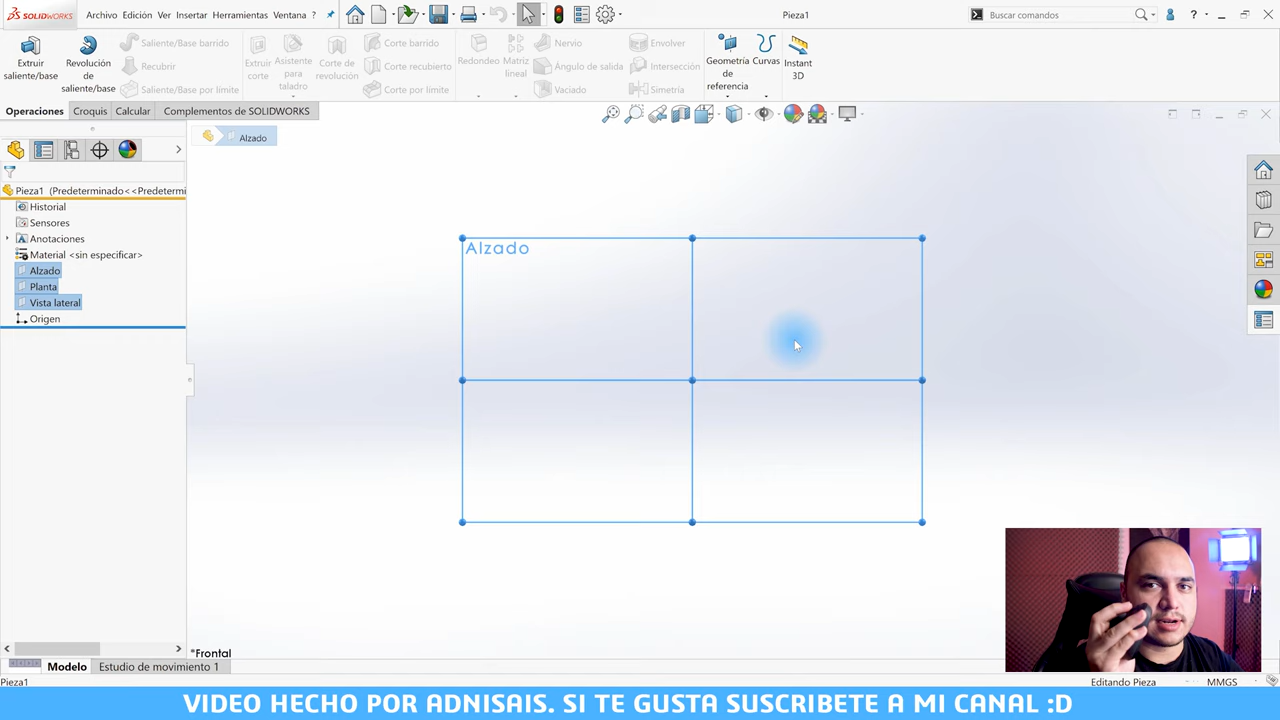 SOLIDWORKS
Archivo
Edición
Ver
Insertar
Herramientas
Ventana
?
Pieza1
Buscar comandos
?
Extruir
saliente/base
Revolución
de
saliente/base
Saliente/Base barrido
Recubrir
Saliente/Base por límite
Extruir
corte
Asistente
para
taladro
Corte de
revolución
Corte barrido
Corte recubierto
Corte por límite
Redondeo
Matriz
lineal
Nervio
Ángulo de salida
Vaciado
Envolver
Intersección
Simetría
Geometría
de
referencia
Curvas
Instant
3D
Operaciones
Croquis
Calcular
Complementos de SOLIDWORKS
Alzado
Pieza1 (Predeterminado<<Predetermi
Historial
Sensores
Anotaciones
Material <sin especificar>
Alzado
Planta
Vista lateral
Origen
Alzado
*Frontal
Modelo
Estudio de movimiento 1
Pieza1
Editando Pieza
MMGS
VIDEO HECHO POR ADNISAIS. SI TE GUSTA SUSCRIBETE A MI CANAL :D